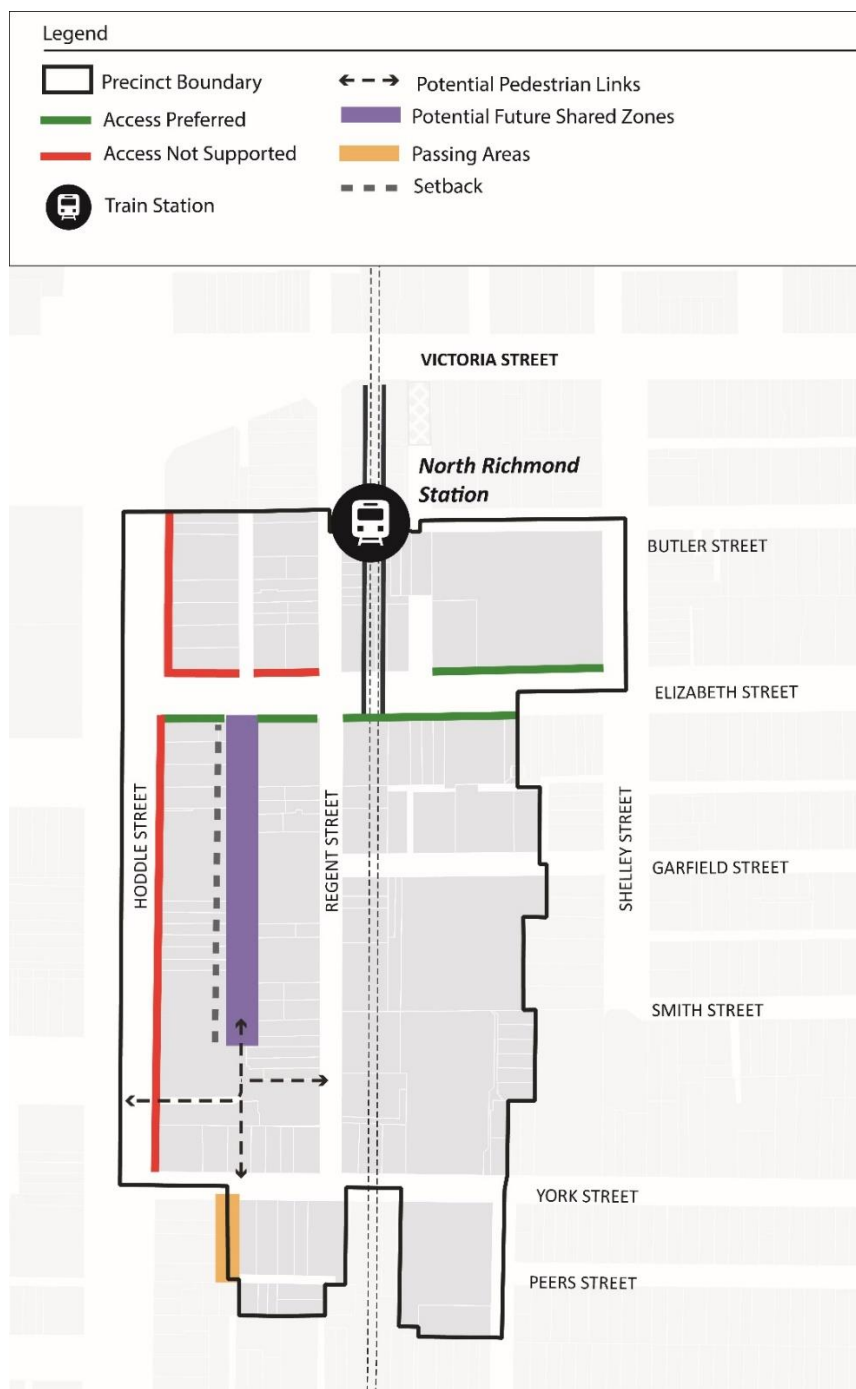 Legend
Precinct Boundary
Access Preferred
Access Not Supported
Train Station
Potential Pedestrian Links
Potential Future Shared Zones
Passing Areas
Setback
VICTORIA STREET
North Richmond
Station
BUTLER STREET
ELIZABETH STREET
HODDLE STREET
REGENT STREET
SHELLEY STREET
GARFIELD STREET
SMITH STREET
YORK STREET
PEERS STREET